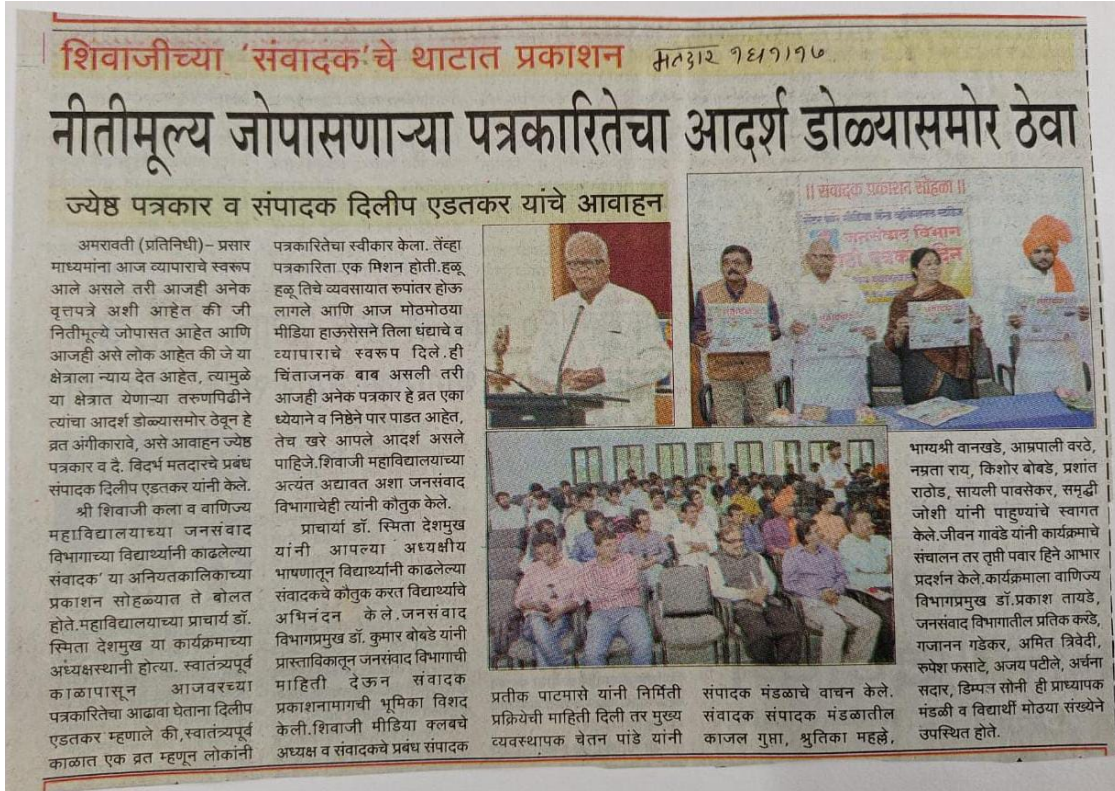 शिवाजीच्या 'संवादक'चे थाटात प्रकाशन
मतदार
नीतीमूल्य जोपासणाऱ्या पत्रकारितेचा आदर्श डोळ्यासमोर ठेवा
ज्येष्ठ पत्रकार व संपादक दिलीप एडतकर यांचे आवाहन
अमरावती (प्रतिनिधी)– प्रसार
माध्यमांना आज व्यापाराचे स्वरूप
आले असले तरी आजही अनेक
वृत्तपत्रे अशी आहेत की जी
नितीमूल्ये जोपासत आहेत आणि
आजही असे लोक आहेत की जे या
क्षेत्राला न्याय देत आहेत, त्यामुळे
या क्षेत्रात येणाऱ्या तरुणपिढीने
त्यांचा आदर्श डोळ्यासमोर ठेवून हे
व्रत अंगीकारावे, असे आवाहन ज्येष्ठ
पत्रकार व दै. विदर्भ मतदारचे प्रबंध
संपादक दिलीप एडतकर यांनी केले.
श्री शिवाजी कला व वाणिज्य
महाविद्यालयाच्या जनसंवाद
विभागाच्या विद्यार्थ्यांनी काढलेल्या
संवादक' या अनियतकालिकाच्या
प्रकाशन सोहळ्यात ते बोलत
होते.महाविद्यालयाच्या प्राचार्य डॉ.
स्मिता देशमुख या कार्यक्रमाच्या
अध्यक्षस्थानी होत्या. स्वातंत्र्यपूर्व
काळापासून आजवरच्या
पत्रकारितेचा आढावा घेताना दिलीप
एडतकर म्हणाले की,स्वातंत्र्यपूर्व
काळात एक व्रत म्हणून लोकांनी
पत्रकारितेचा स्वीकार केला. तेंव्हा
पत्रकारिता एक मिशन होती.हळू
हळू तिचे व्यवसायात रुपांतर होऊ
लागले आणि आज मोठमोठया
मीडिया हाऊसेसने तिला धंद्याचे व
व्यापाराचे स्वरूप दिले.ही
चिंताजनक बाब असली तरी
आजही अनेक पत्रकार हे व्रत एका
ध्येयाने व निष्ठेने पार पाडत आहेत,
तेच खरे आपले आदर्श असले
पाहिजे.शिवाजी महाविद्यालयाच्या
अत्यंत अद्यावत अशा जनसंवाद
विभागाचेही त्यांनी कौतुक केले.
प्राचार्या डॉ. स्मिता देशमुख
यांनी आपल्या अध्यक्षीय
भाषणातून विद्यार्थ्यांनी काढलेल्या
संवादकचे कौतुक करत विद्यार्थ्यांचे
अभिनंदन केले.जनसंवाद
विभागप्रमुख डॉ. कुमार बोबडे यांनी
प्रास्ताविकातून जनसंवाद विभागाची
माहिती देऊन संवादक
प्रकाशनामागची भूमिका विशद
केली.शिवाजी मीडिया क्लबचे
अध्यक्ष व संवादकचे प्रबंध संपादक
॥ संवादक प्रकाशन सोहळा ॥
जनसंवाद विभाग
प्रतीक पाटमासे यांनी निर्मिती
प्रक्रियेची माहिती दिली तर मुख्य
व्यवस्थापक चेतन पांडे यांनी
संपादक मंडळाचे वाचन केले.
संवादक संपादक मंडळातील
काजल गुप्ता, श्रुतिका महल्ले,
भाग्यश्री वानखडे, आम्रपाली वरठे,
नम्रता राय, किशोर बोबडे, प्रशांत
राठोड, सायली पावसेकर, समृद्धी
जोशी यांनी पाहुण्यांचे स्वागत
केले.जीवन गावंडे यांनी कार्यक्रमाचे
संचालन तर तृप्ती पवार हिने आभार
प्रदर्शन केले.कार्यक्रमाला वाणिज्य
विभागप्रमुख डॉ.प्रकाश तायडे,
जनसंवाद विभागातील प्रतिक करडे,
गजानन गडेकर, अमित त्रिवेदी,
रुपेश फसाटे, अजय पटीले, अर्चना
सदार, डिम्पल सोनी ही प्राध्यापक
मंडळी व विद्यार्थी मोठया संख्येने
उपस्थित होते.